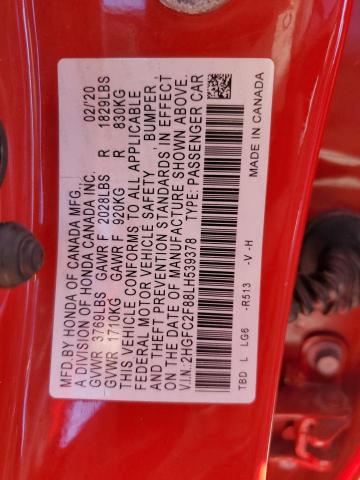 MFD.BY HONDA OF CANADA MFG., 02/'20
A DIVISION OF HONDA CANADA INC.
GVWR 3769LBS GAWR F 2028LBS R 1829LBS
GVWR 1710KG GAWR F 920KG R 830KG
THIS VEHICLE CONFORMS TO ALL APPLICABLE
FEDERAL MOTOR VEHICLE SAFETY ,BUMPER,
AND THEFT PREVENTION STANDARDS IN EFFECT
ON THE DATE OF MANUFACTURE SHOWN ABOVE.
V.I.N: 2HGFC2F88LH539378 TYPE: PASSENGER CAR
TBD L LG6 -R513 -V -H MADE IN CANADA